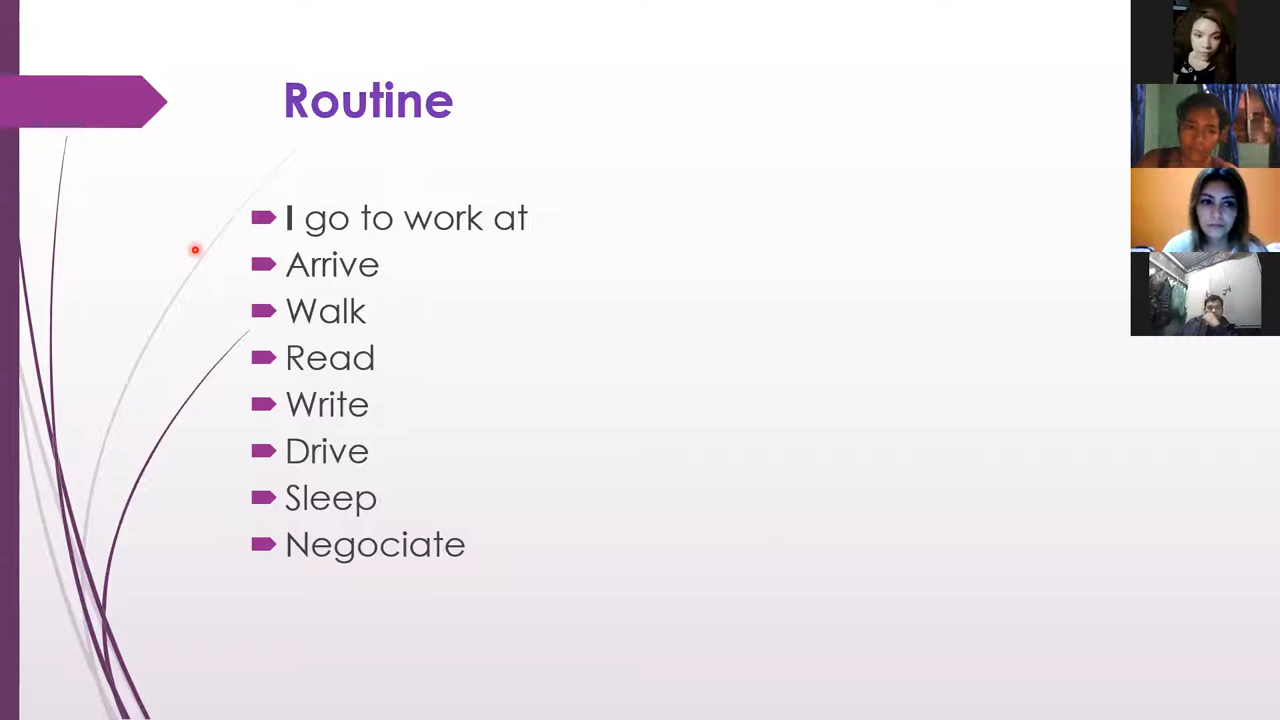 Routine
I go to work at
Arrive
Walk
Read
Write
Drive
Sleep
Negociate